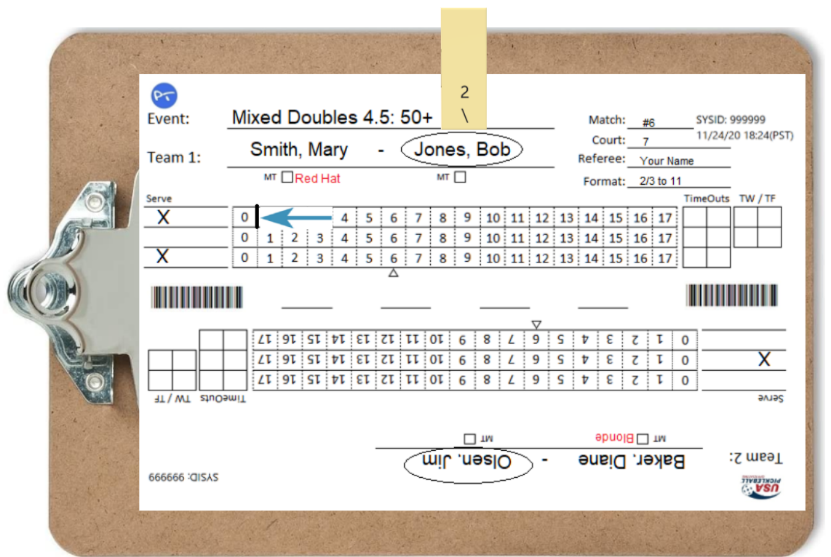 2
\
Event: Mixed Doubles 4.5: 50+
Match: #6
SYSID: 999999
Court: 7
11/24/20 18:24(PST)
Team 1: Smith, Mary - Jones, Bob
Referee: Your Name
MT Red Hat MT
Format: 2/3 to 11
Serve
TimeOuts TW / TF
X 0 4 5 6 7 8 9 10 11 12 13 14 15 16 17
0 1 2 3 4 5 6 7 8 9 10 11 12 13 14 15 16 17
X 0 1 2 3 4 5 6 7 8 9 10 11 12 13 14 15 16 17
Team 2: Baker. Diane - Olsen. Jim
MT Blonde MT
Serve
TimeOuts TW / TF
0 1 2 3 4 5 6 7 8 9 10 11 12 13 14 15 16 17
X 0 1 2 3 4 5 6 7 8 9 10 11 12 13 14 15 16 17
0 1 2 3 4 5 6 7 8 9 10 11 12 13 14 15 16 17
SYSID: 999999
USA
PICKLEBALL